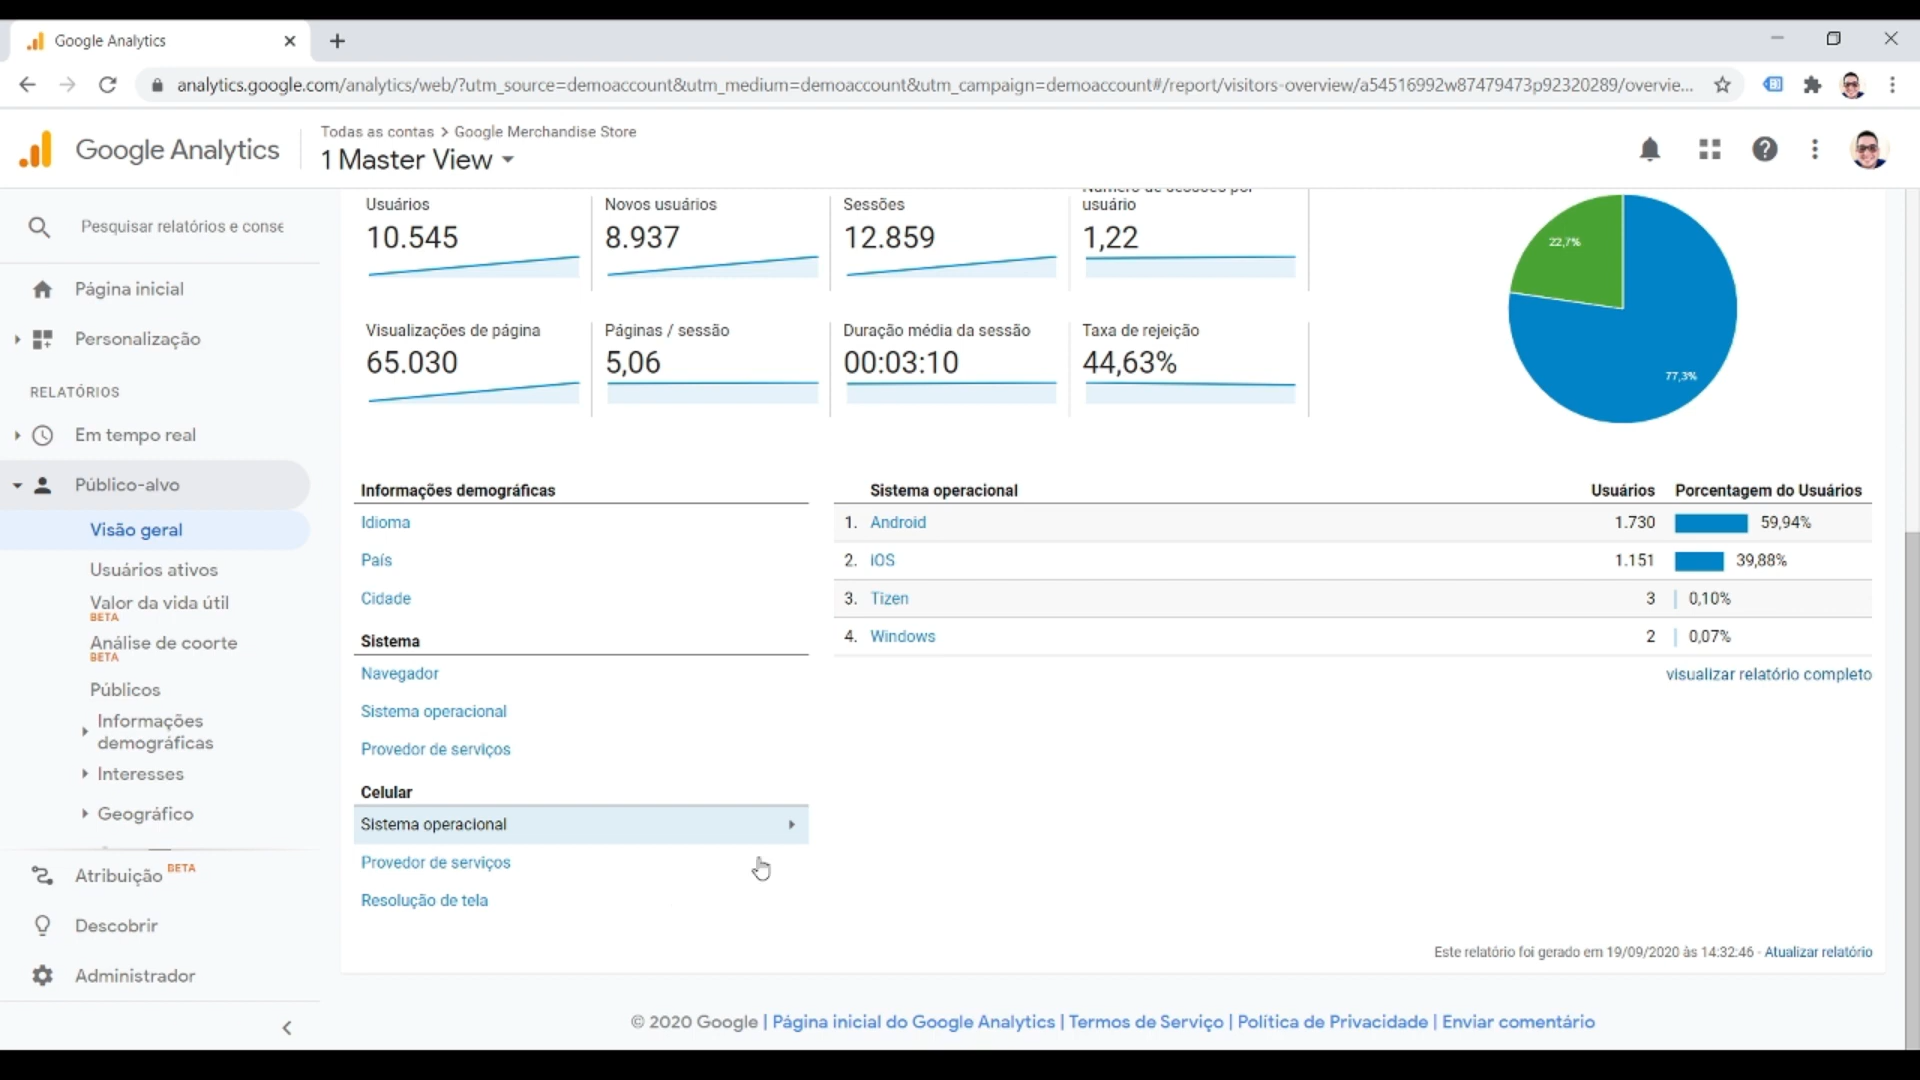 Google Analytics
analytics.google.com/analytics/web/?utm_source=demoaccount&utm_medium=demoaccount&utm_campaign=demoaccount#/report/visitors-overview/a54516992w87479473p92320289/overvie...
Google Analytics
Todas as contas > Google Merchandise Store
1 Master View
Pesquisar relatórios e conse
Página inicial
Personalização
RELATÓRIOS
Em tempo real
Público-alvo
Visão geral
Usuários ativos
Valor da vida útil
BETA
Análise de coorte
BETA
Públicos
Informações
demográficas
Interesses
Geográfico
Atribuição BETA
Descobrir
Administrador
Usuários
10.545
Novos usuários
8.937
Sessões
12.859
Número de sessões por
usuário
1,22
Visualizações de página
65.030
Páginas / sessão
5,06
Duração média da sessão
00:03:10
Taxa de rejeição
44,63%
22,7%
77,3%
Informações demográficas
Idioma
País
Cidade
Sistema
Navegador
Sistema operacional
Provedor de serviços
Celular
Sistema operacional
Provedor de serviços
Resolução de tela
Sistema operacional Usuários Porcentagem do Usuários
1. Android 1.730 59,94%
2. iOS 1.151 39,88%
3. Tizen 3 0,10%
4. Windows 2 0,07%
visualizar relatório completo
Este relatório foi gerado em 19/09/2020 às 14:32:46 - Atualizar relatório
© 2020 Google | Página inicial do Google Analytics | Termos de Serviço | Política de Privacidade | Enviar comentário